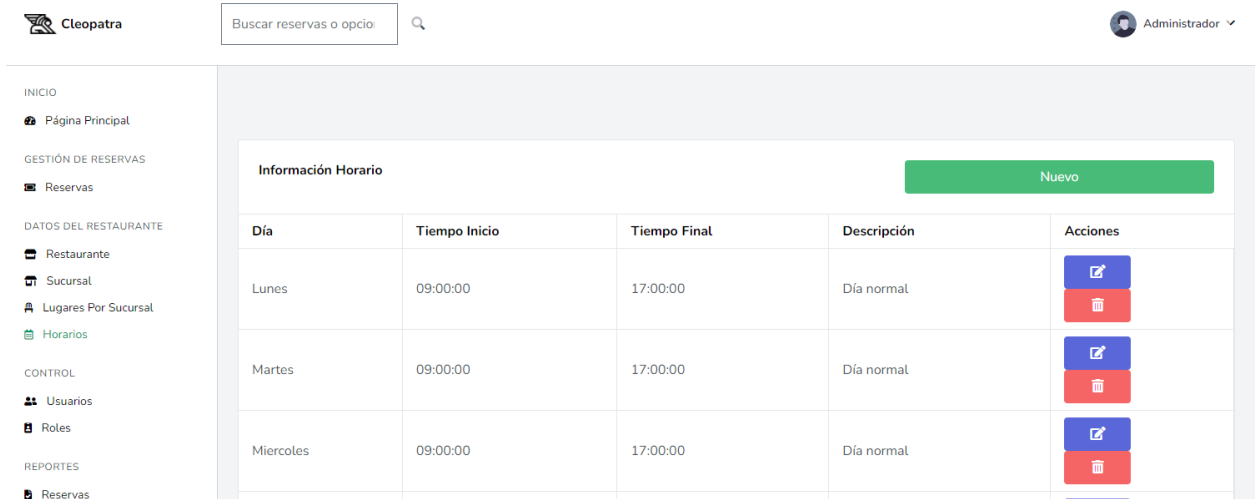 Cleopatra
Buscar reservas o opcio
Administrador
INICIO
Página Principal
GESTIÓN DE RESERVAS
Reservas
DATOS DEL RESTAURANTE
Restaurante
Sucursal
Lugares Por Sucursal
Horarios
CONTROL
Usuarios
Roles
REPORTES
Reservas
Información Horario
Nuevo
Día Tiempo Inicio Tiempo Final Descripción Acciones
Lunes 09:00:00 17:00:00 Día normal
Martes 09:00:00 17:00:00 Día normal
Miercoles 09:00:00 17:00:00 Día normal